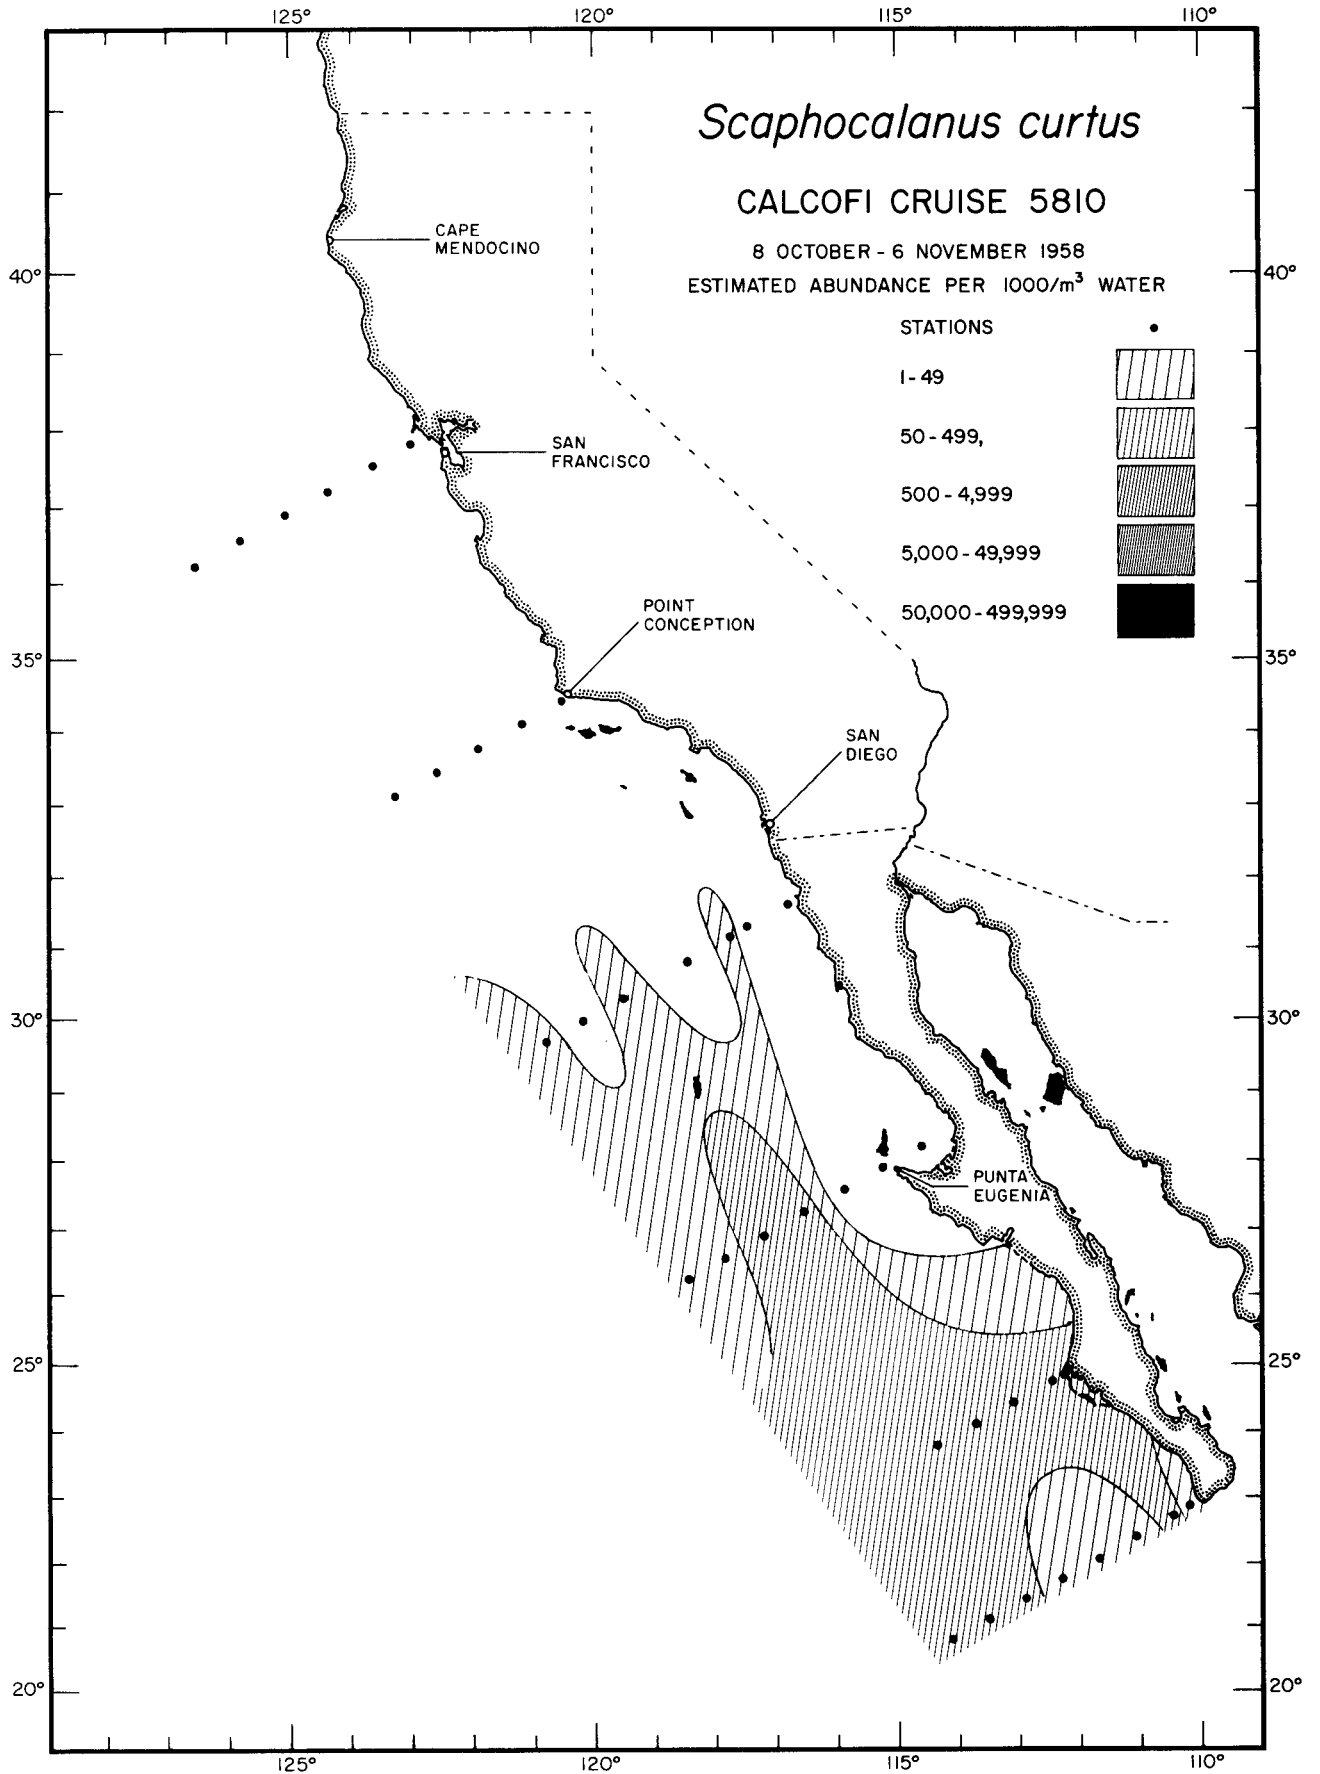 125° 120° 115° 110°
Scaphocalanus curtus
CALCOFI CRUISE 5810
8 OCTOBER - 6 NOVEMBER 1958
ESTIMATED ABUNDANCE PER 1000/m³ WATER
STATIONS
1-49
50-499,
500-4,999
5,000-49,999
50,000-499,999
CAPE
MENDOCINO
40° 40°
SAN
FRANCISCO
POINT
CONCEPTION
35° 35°
SAN
DIEGO
30° 30°
PUNTA
EUGENIA
25° 25°
20° 20°
125° 120° 115° 110°